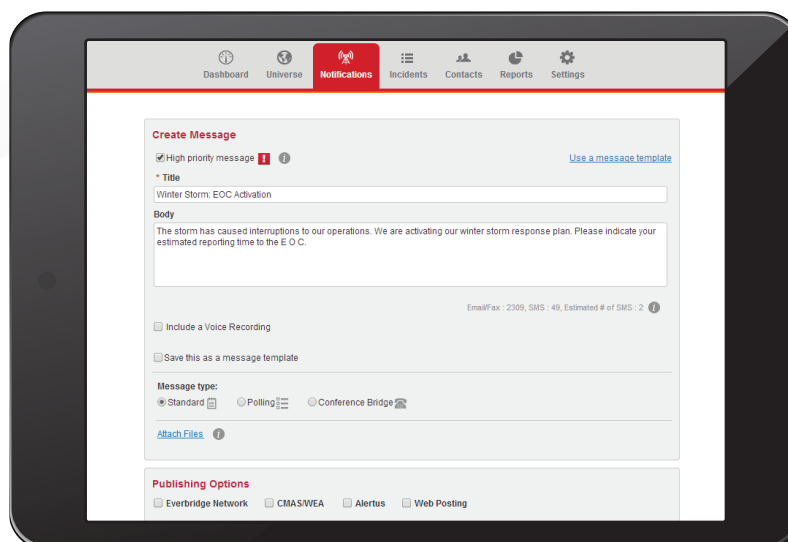 Dashboard Universe Notifications Incidents Contacts Reports Settings
Create Message
High priority message ! i
Use a message template
* Title
Winter Storm: EOC Activation
Body
The storm has caused interruptions to our operations. We are activating our winter storm response plan. Please indicate your
estimated reporting time to the E O C.
Email/Fax : 2309, SMS : 49, Estimated # of SMS : 2 i
Include a Voice Recording
Save this as a message template
Message type:
Standard Polling Conference Bridge
Attach Files i
Publishing Options
Everbridge Network CMAS/WEA Alertus Web Posting